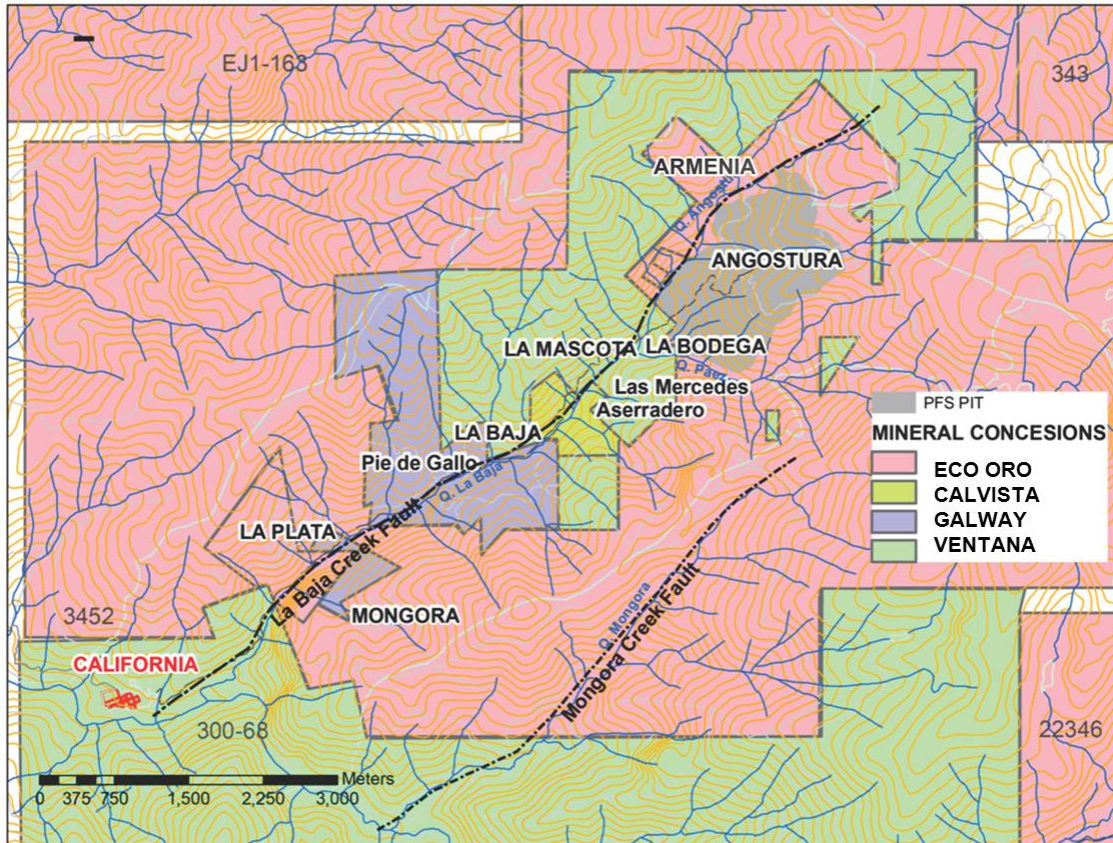 EJ1-163
343
ARMENIA
Q. Angostura
ANGOSTURA
LA MASCOTA
LA BODEGA
Q. Paez
Las Mercedes
Aserradero
PFS PIT
MINERAL CONCESIONS
ECO ORO
CALVISTA
GALWAY
VENTANA
LA BAJA
Pie de Gallo
Q. La Baja
LA PLATA
La Baja Creek Fault
MONGORA
Q. Mongora
Mongora Creek Fault
3452
CALIFORNIA
300-68
22346
Meters
0 375 750 1,500 2,250 3,000